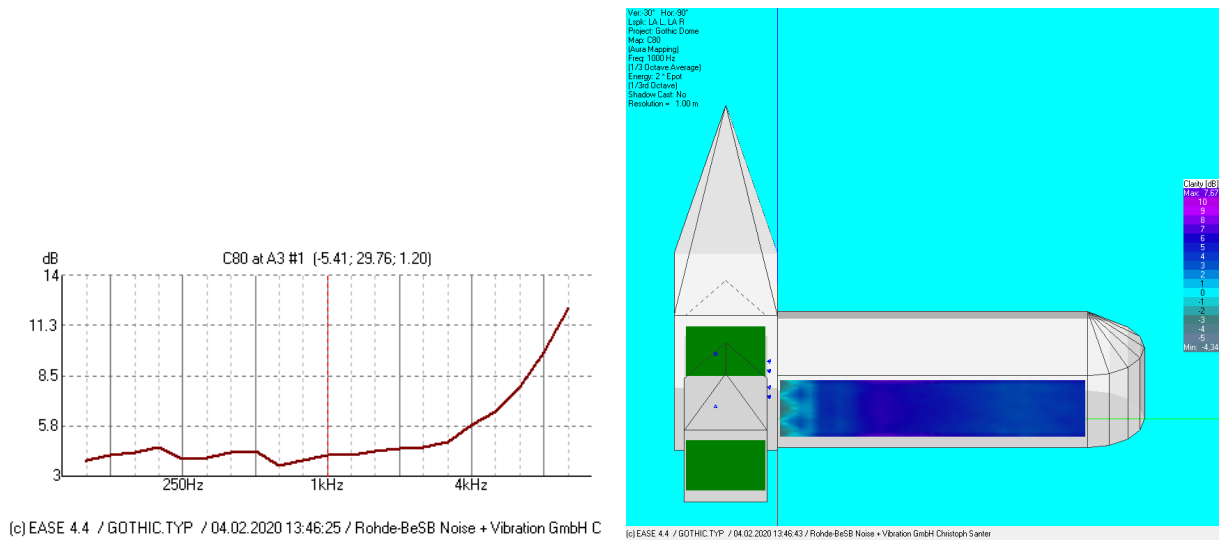 dB
C80 at A3 #1 (-5.41; 29.76; 1.20)
14
11.3
8.5
5.8
3
250Hz
1kHz
4kHz
(c) EASE 4.4 / GOTHIC.TYP / 04.02.2020 13:46:25 / Rohde-BeSB Noise + Vibration GmbH C
Ver:-30° Hor:-90°
Lspk: LA L, LA R
Project: Gothic Dome
Map: C80
(Aura Mapping)
Freq: 1000 Hz
(1/3 Octave Average)
Energy: 2 * Epot
(1/3rd Octave)
Shadow Cast: No
Resolution = 1.00 m
Clarity [dB]
Max: 7,67
10
9
8
7
6
5
4
3
2
1
0
-1
-2
-3
-4
-5
Min: -4,34
(c) EASE 4.4 / GOTHIC.TYP / 04.02.2020 13:46:43 / Rohde-BeSB Noise + Vibration GmbH Christoph Santer